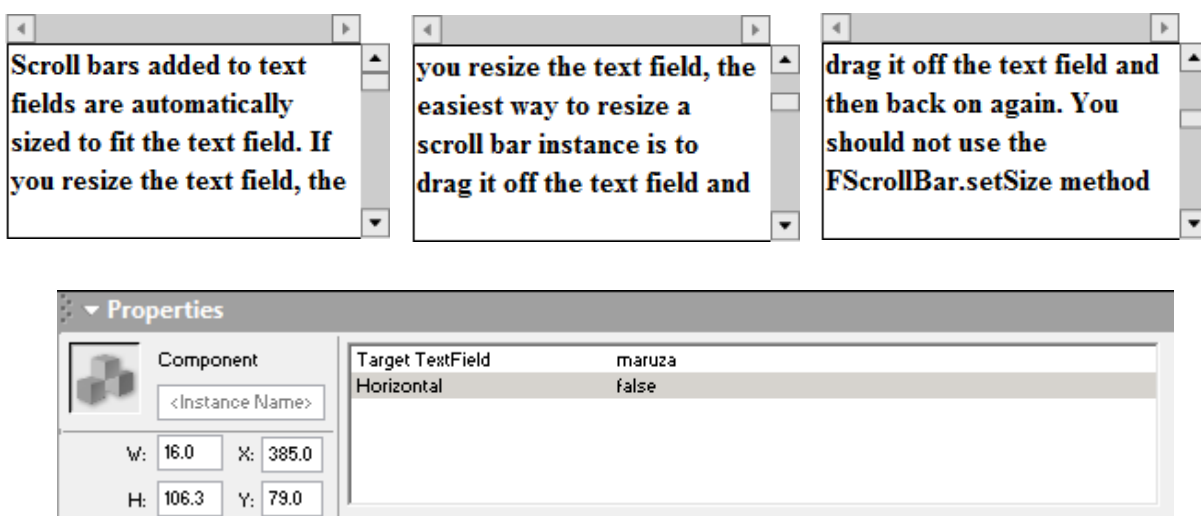 Scroll bars added to text
fields are automatically
sized to fit the text field. If
you resize the text field, the
you resize the text field, the
easiest way to resize a
scroll bar instance is to
drag it off the text field and
drag it off the text field and
then back on again. You
should not use the
FScrollBar.setSize method
Properties
Component
<Instance Name>
W: 16.0 X: 385.0
H: 106.3 Y: 79.0
Target TextField maruza
Horizontal false